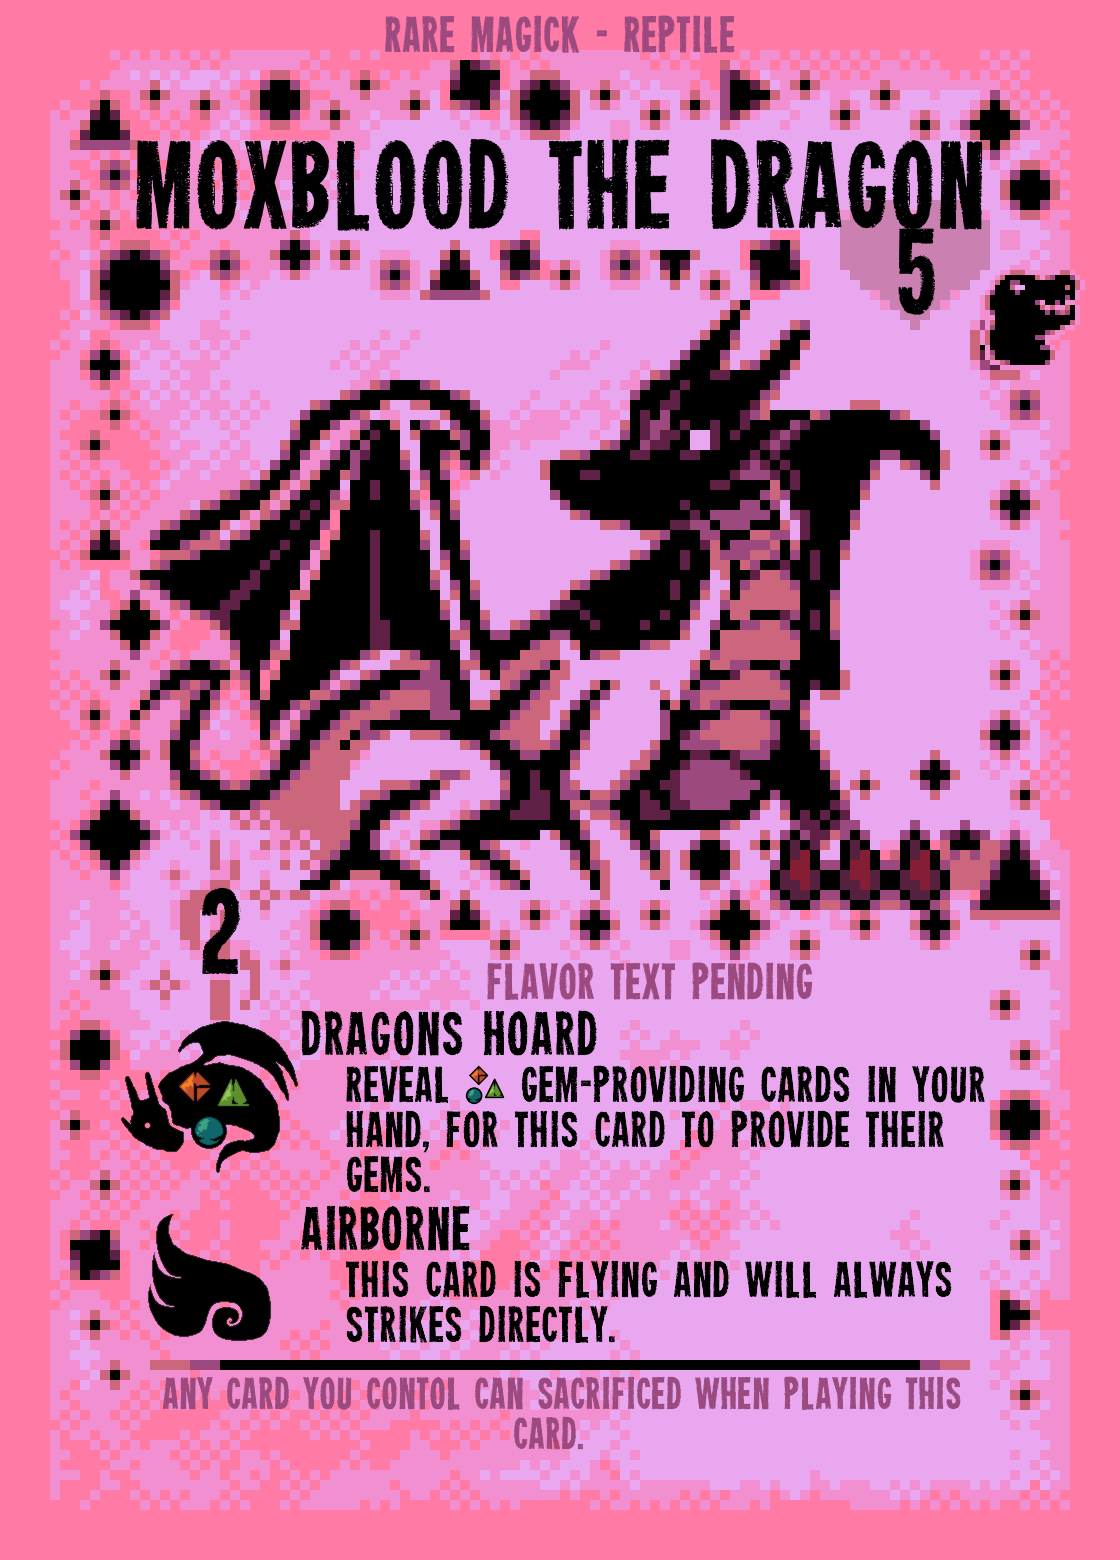 RARE MAGICK - REPTILE
MOXBLOOD THE DRAGON
5
2
FLAVOR TEXT PENDING
DRAGONS HOARD
REVEAL GEM-PROVIDING CARDS IN YOUR
HAND, FOR THIS CARD TO PROVIDE THEIR
GEMS.
AIRBORNE
THIS CARD IS FLYING AND WILL ALWAYS
STRIKES DIRECTLY.
ANY CARD YOU CONTOL CAN SACRIFICED WHEN PLAYING THIS
CARD.